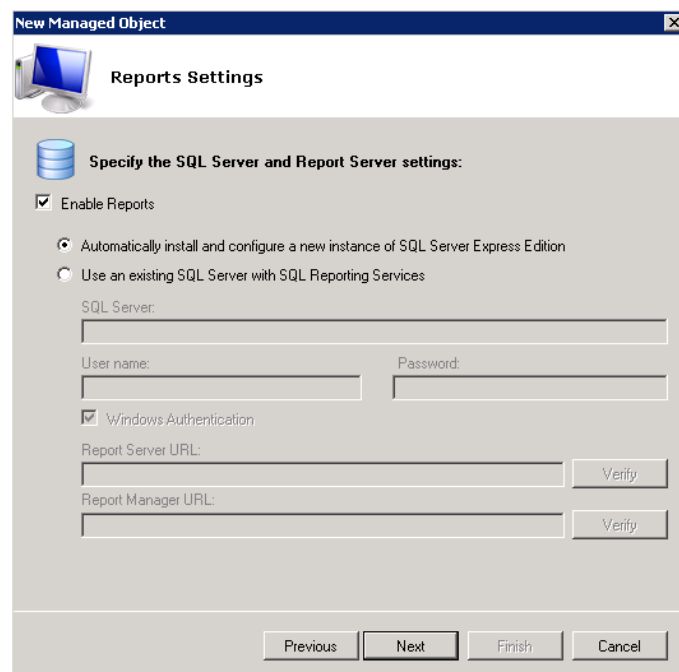 New Managed Object
Reports Settings
Specify the SQL Server and Report Server settings:
Enable Reports
Automatically install and configure a new instance of SQL Server Express Edition
Use an existing SQL Server with SQL Reporting Services
SQL Server:
User name: Password:
Windows Authentication
Report Server URL:
Verify
Report Manager URL:
Verify
Previous Next Finish Cancel